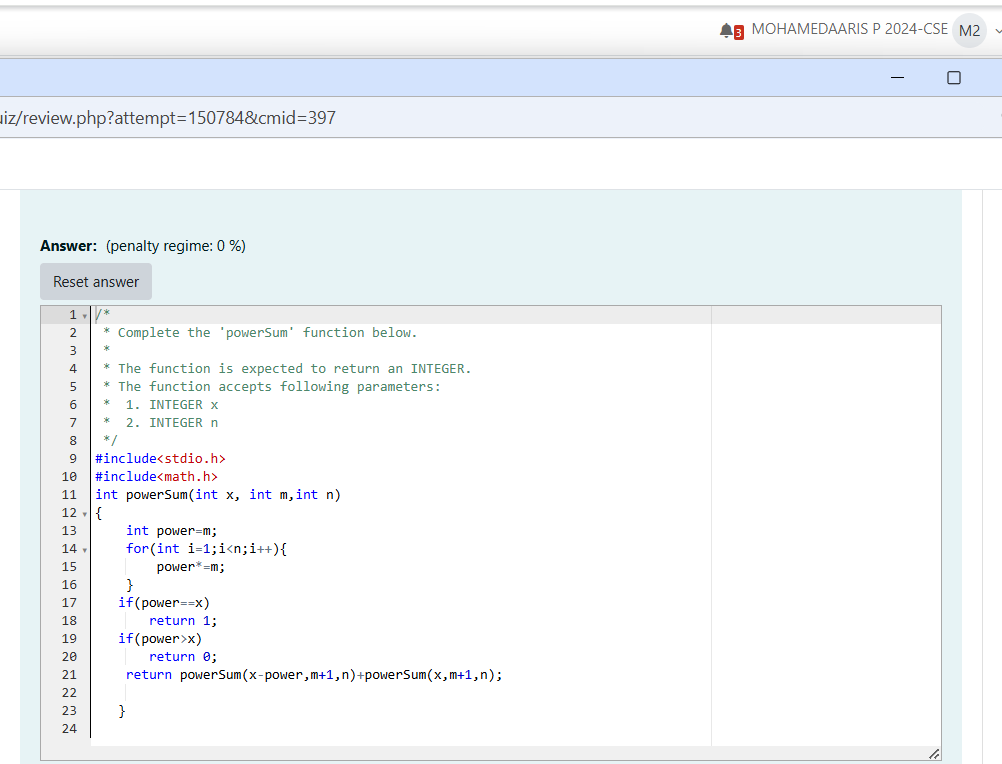 3 MOHAMEDAARIS P 2024-CSE M2
iz/review.php?attempt=150784&cmid=397
Answer: (penalty regime: 0 %)
Reset answer
1 /*
2  * Complete the 'powerSum' function below.
3  *
4  * The function is expected to return an INTEGER.
5  * The function accepts following parameters:
6  *  1. INTEGER x
7  *  2. INTEGER n
8  */
9 #include<stdio.h>
10 #include<math.h>
11 int powerSum(int x, int m,int n)
12 {
13     int power=m;
14     for(int i=1;i<n;i++){
15         power*=m;
16     }
17    if(power==x)
18        return 1;
19    if(power>x)
20        return 0;
21     return powerSum(x-power,m+1,n)+powerSum(x,m+1,n);
22
23    }
24